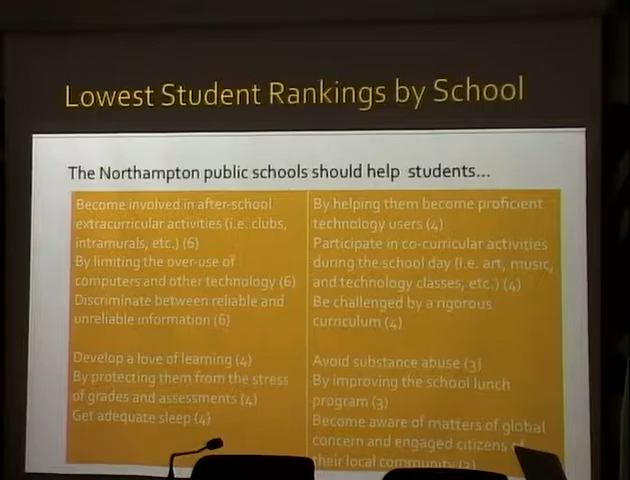 Lowest Student Rankings by School
The Northampton public schools should help students...
Become involved in after-school
extracurricular activities (i.e. clubs,
intramurals, etc.) (6)
By limiting the over-use of
computers and other technology (6)
Discriminate between reliable and
unreliable information (6)
Develop a love of learning (4)
By protecting them from the stress
of grades and assessments (4)
Get adequate sleep (4)
By helping them become proficient
technology users (4)
Participate in co-curricular activities
during the school day (i.e. art, music,
and technology classes, etc.) (4)
Be challenged by a rigorous
curriculum (4)
Avoid substance abuse (3)
By improving the school lunch
program (3)
Become aware of matters of global
concern and engaged citizens of
their local community (3)